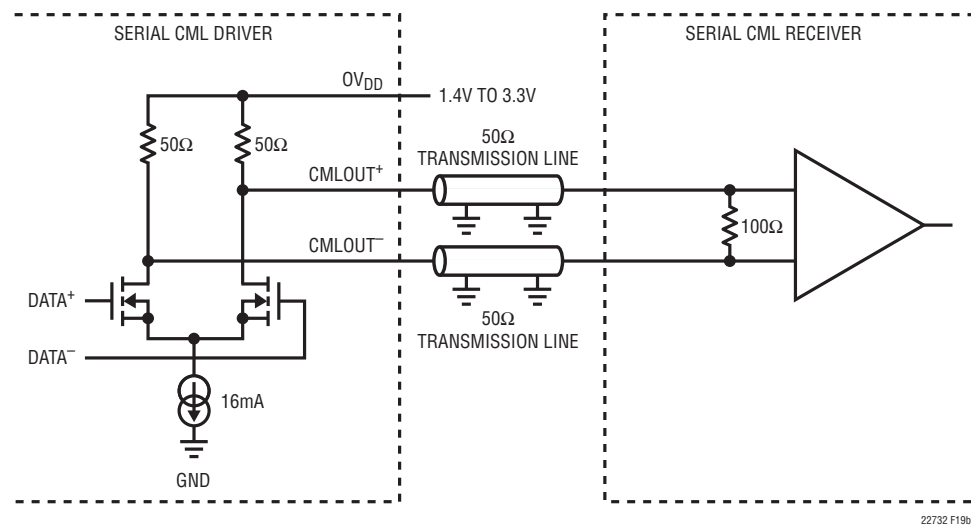 SERIAL CML DRIVER
SERIAL CML RECEIVER
OV_DD
1.4V TO 3.3V
50Ω
50Ω
50Ω
TRANSMISSION LINE
CMLOUT⁺
100Ω
CMLOUT⁻
DATA⁺
50Ω
TRANSMISSION LINE
DATA⁻
16mA
GND
22732 F19b